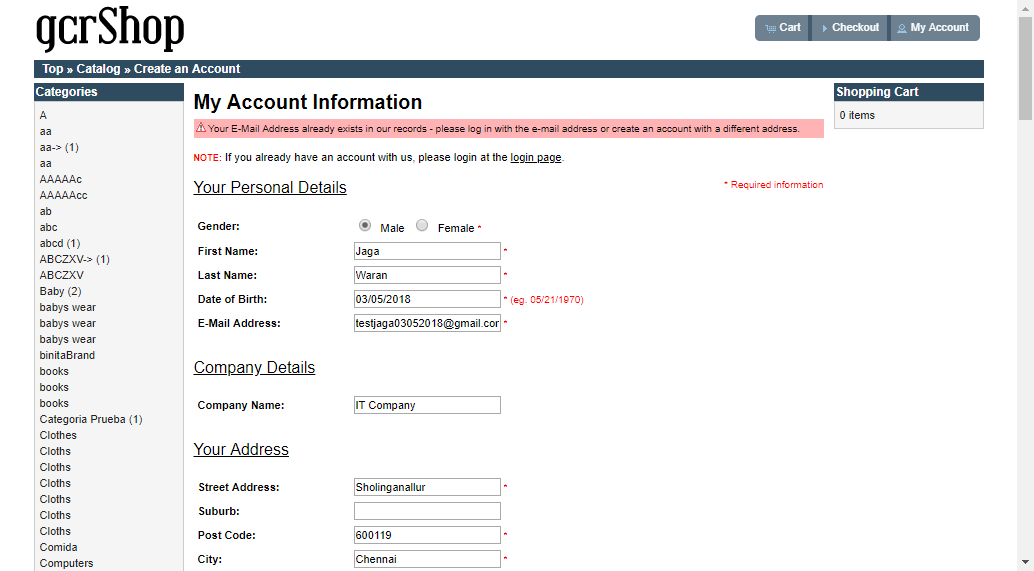 gcrShop
Cart
Checkout
My Account
Top » Catalog » Create an Account
Categories
A
aa
aa-> (1)
aa
AAAAAc
AAAAAcc
ab
abc
abcd (1)
ABCZXV-> (1)
ABCZXV
Baby (2)
babys wear
babys wear
babys wear
binitaBrand
books
books
books
Categoria Prueba (1)
Clothes
Cloths
Cloths
Cloths
Cloths
Cloths
Cloths
Comida
Computers
My Account Information
Your E-Mail Address already exists in our records - please log in with the e-mail address or create an account with a different address.
NOTE: If you already have an account with us, please login at the login page.
Your Personal Details
* Required information
Gender: Male Female *
First Name: Jaga *
Last Name: Waran *
Date of Birth: 03/05/2018 * (eg. 05/21/1970)
E-Mail Address: testjaga03052018@gmail.cor *
Company Details
Company Name: IT Company
Your Address
Street Address: Sholinganallur *
Suburb:
Post Code: 600119 *
City: Chennai *
Shopping Cart
0 items